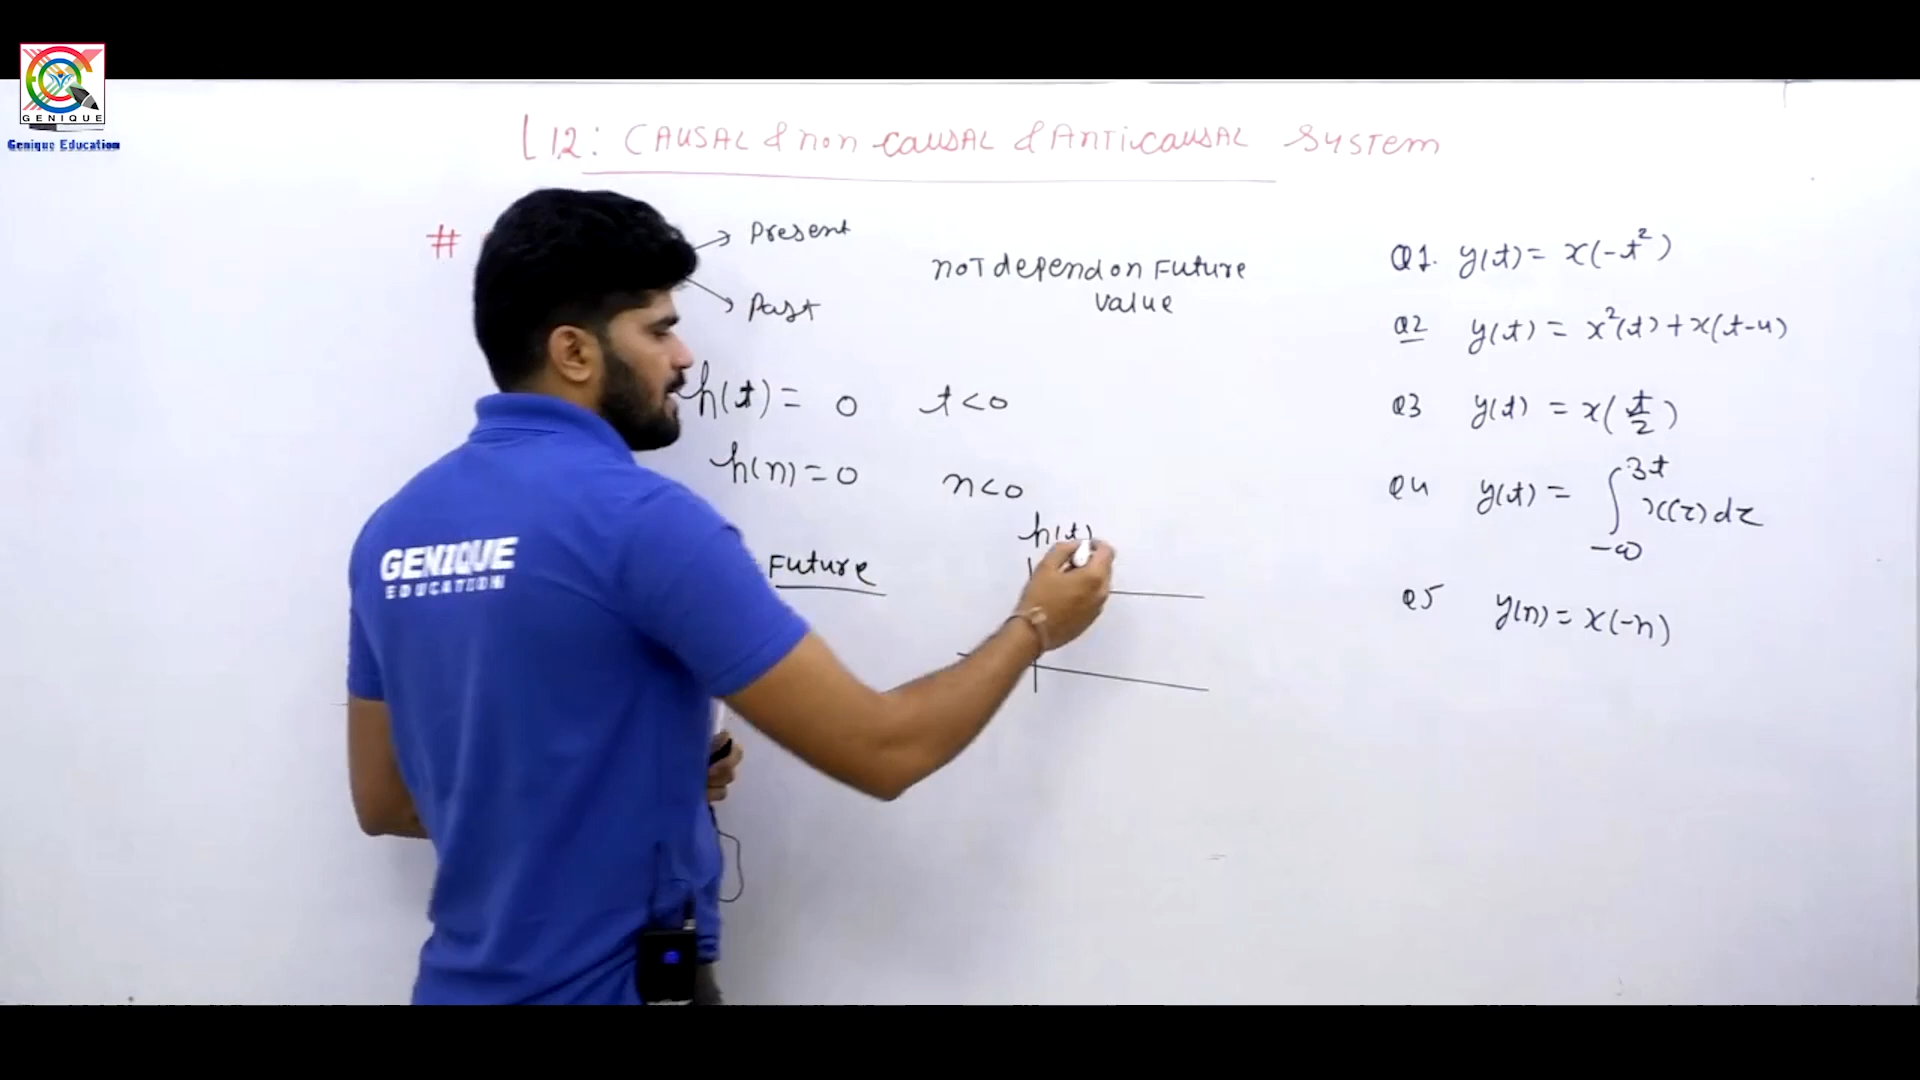 GENIQUE
Genique Education
L12: CAUSAL & non CAUSAL & ANTiCAUSAL SYSTEM
#
Present
Past
noT depend on Future
Value
h(t) = 0 t<0
h(n) = 0 n<0
Future
h(t)
GENIQUE
EDUCATION
Q1. y(t) = x(-t²)
Q2 y(t) = x²(t) + x(t-4)
Q3 y(t) = x(t/2)
Q4 y(t) = ∫_{-∞}^{3t} x(τ)dτ
Q5 y(n) = x(-n)